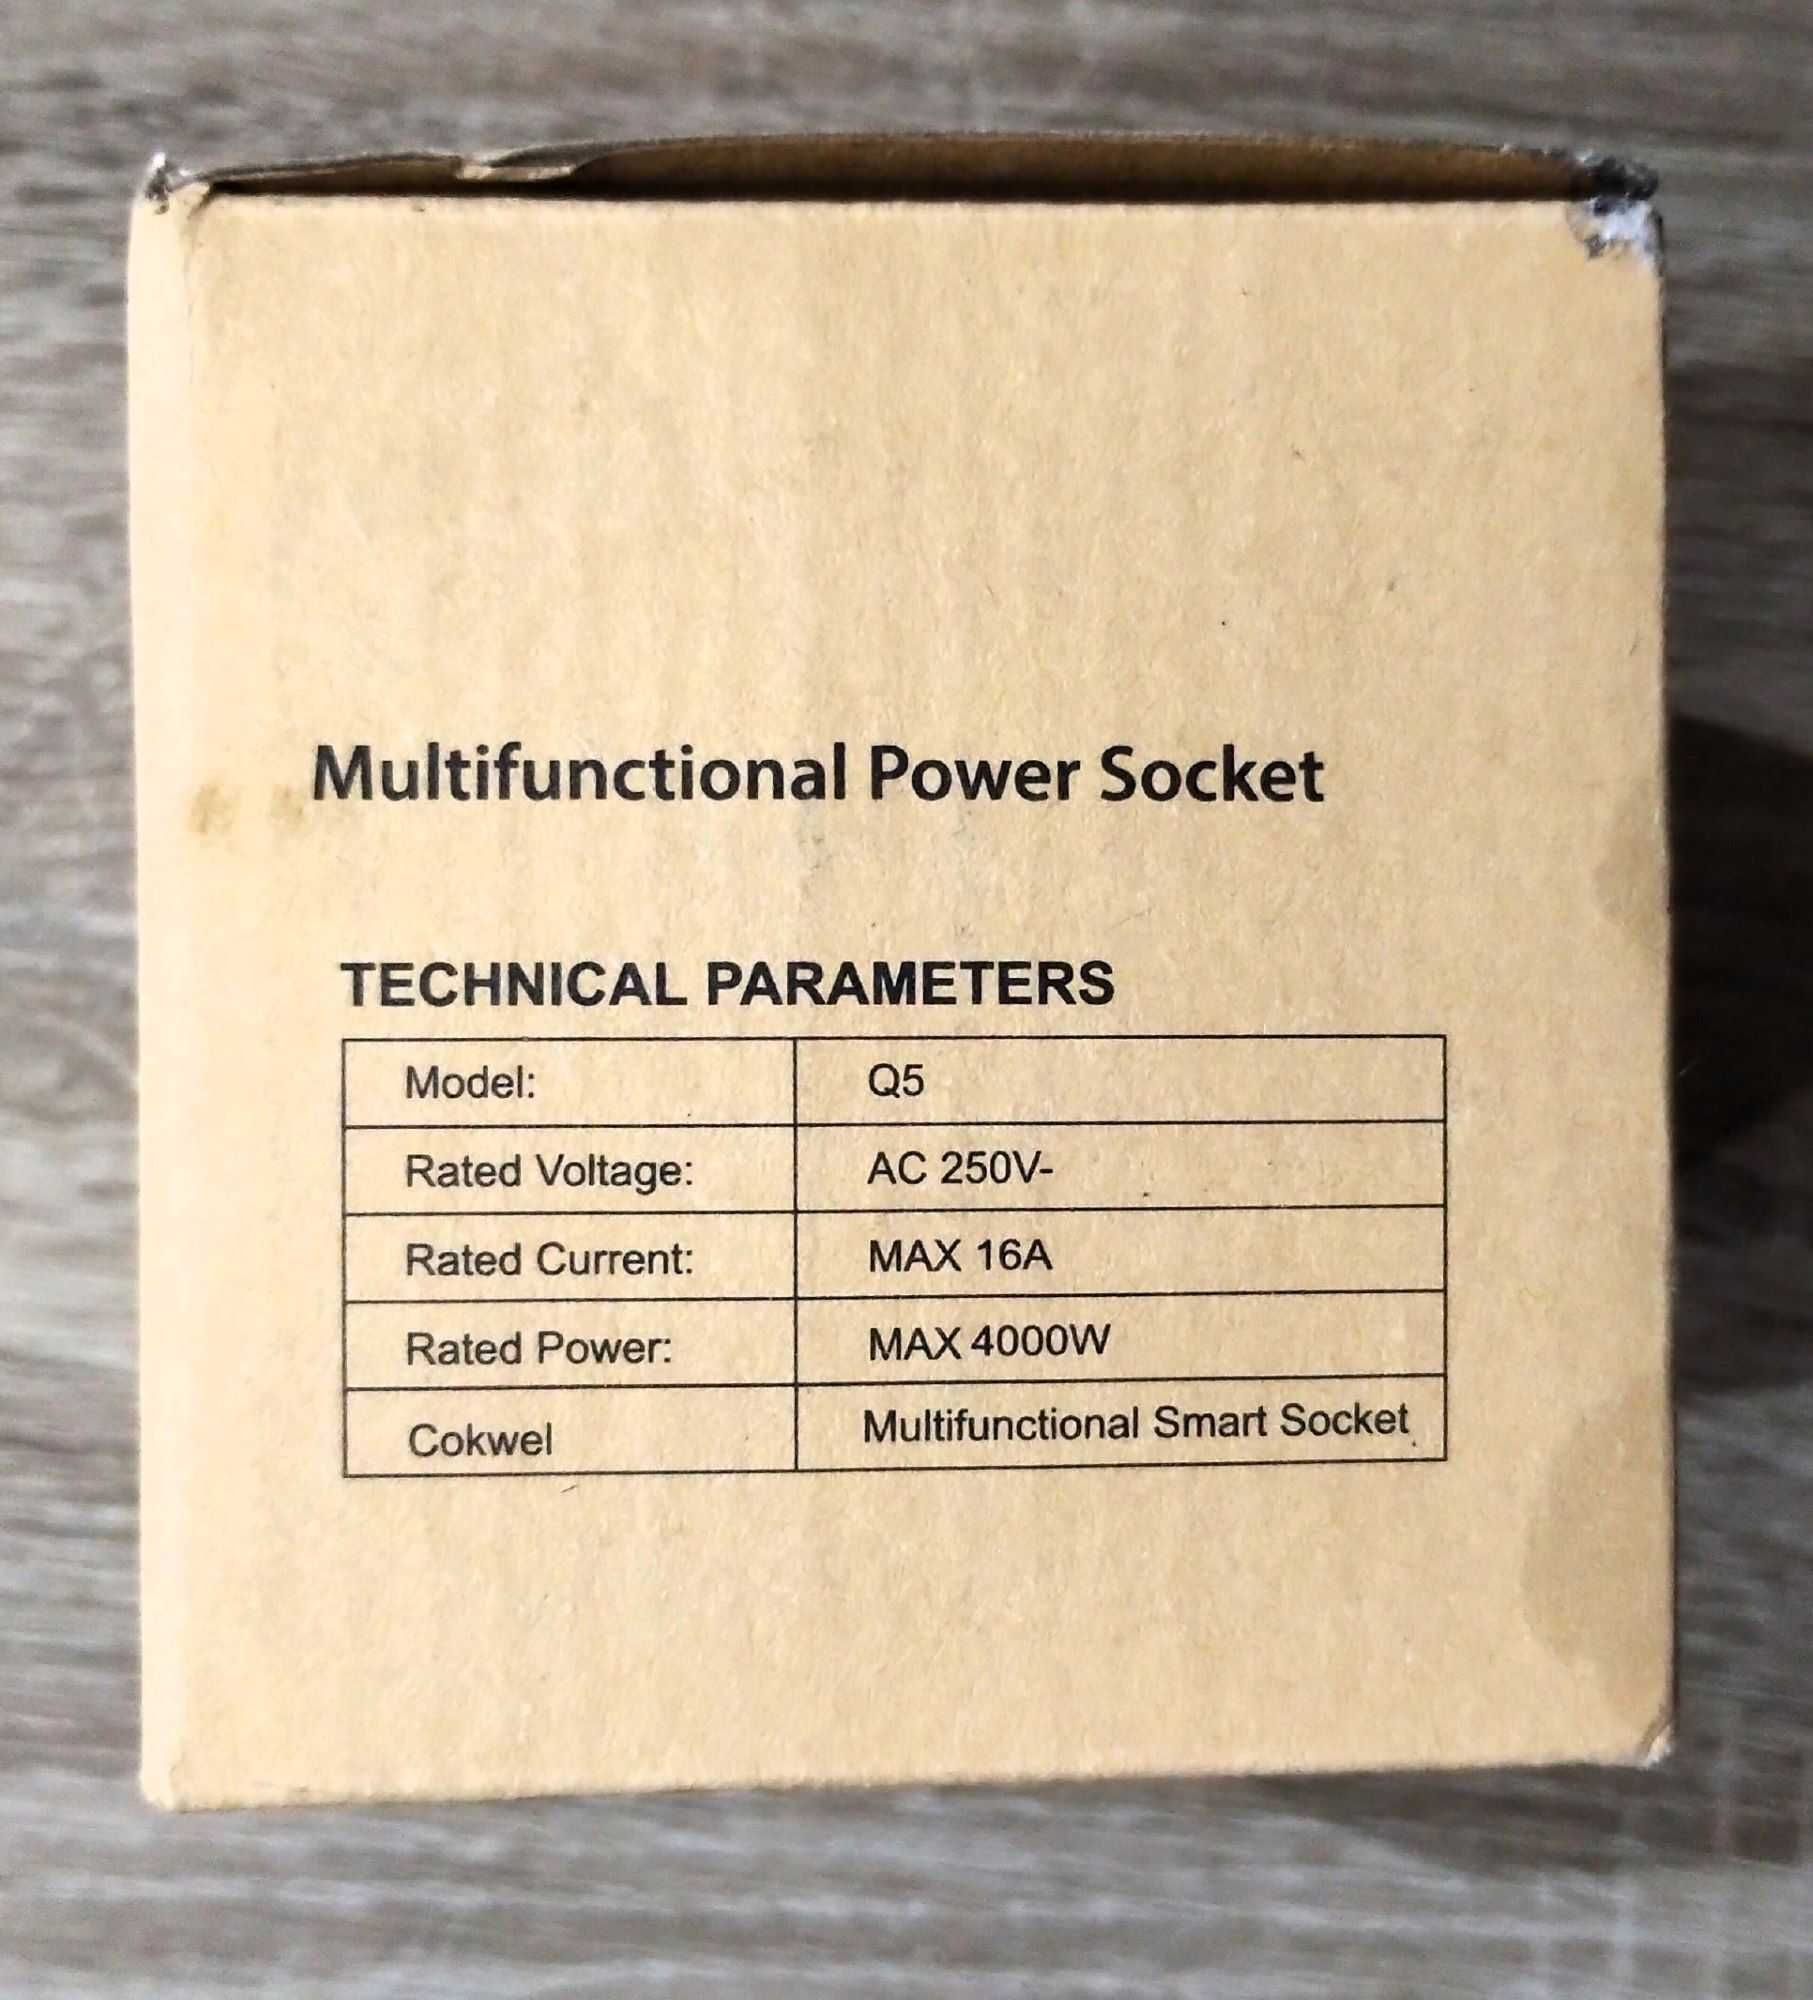 Multifunctional Power Socket
TECHNICAL PARAMETERS
Model: Q5
Rated Voltage: AC 250V-
Rated Current: MAX 16A
Rated Power: MAX 4000W
Cokwel Multifunctional Smart Socket